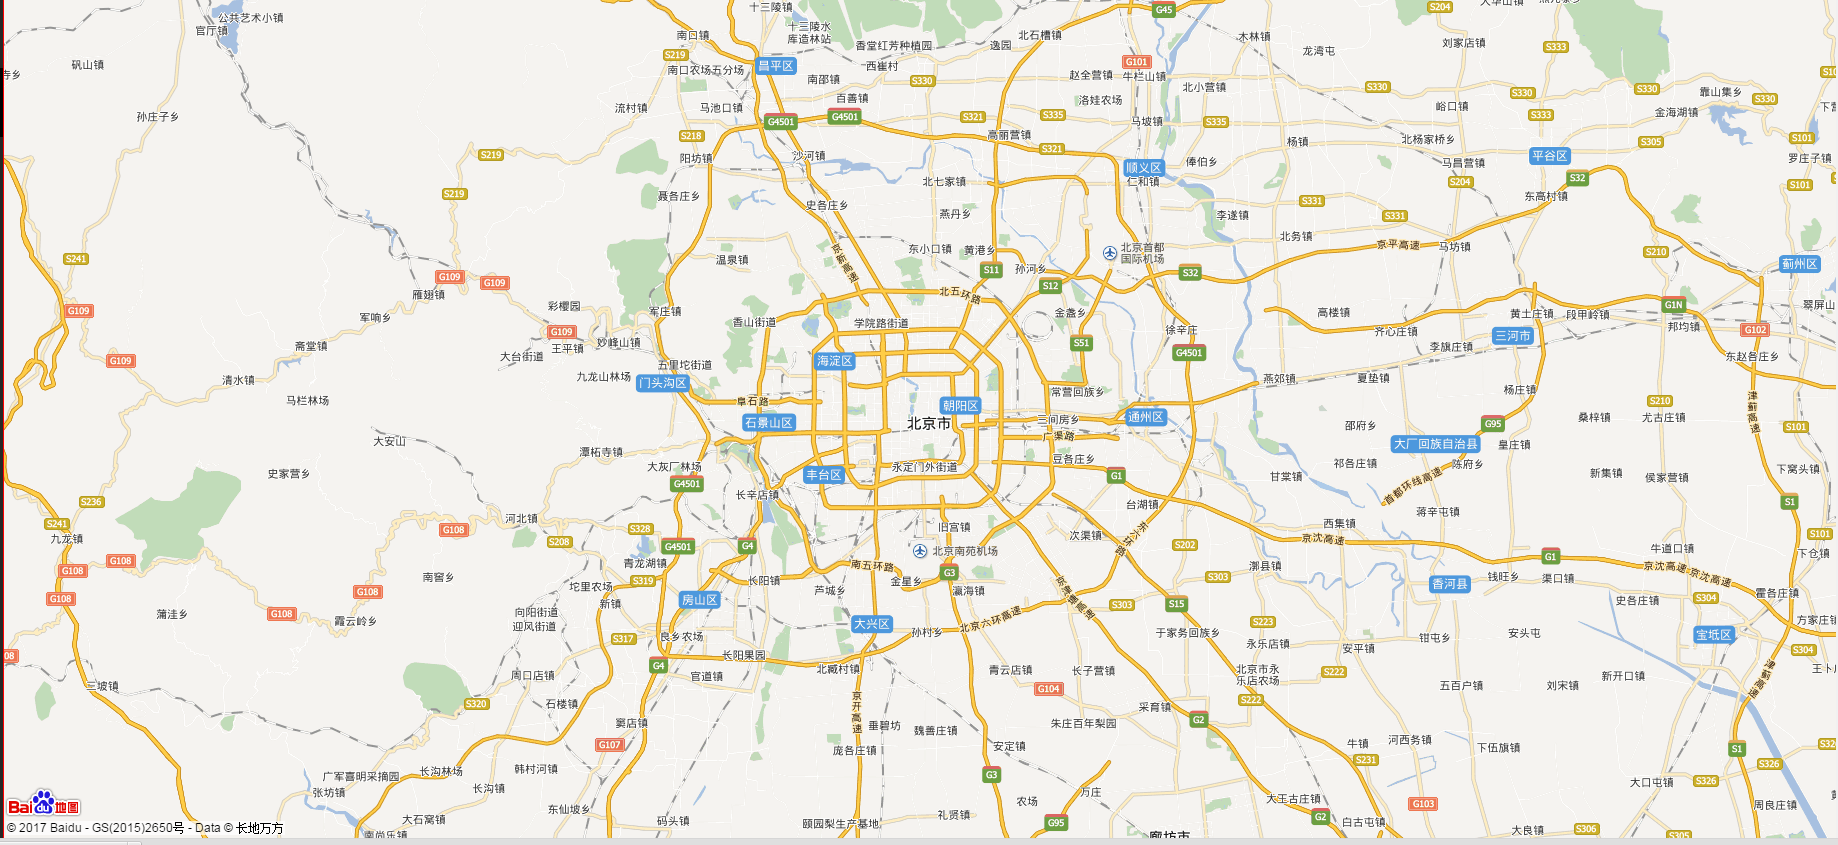 公共艺术小镇
官厅乡
十三陵镇
十三陵水
库造林站
G45
S204
南口镇
S219
香堂红芳种植园
逸园
北石槽镇
木林镇
龙湾屯
刘家店镇
S333
矾山镇
南口农场五分场
昌平区
西崔村
南邵镇
S330
赵全营镇
G101
牛栏山镇
北小营镇
S330
S330
S330
靠山集乡
S330
孙庄子乡
流村镇
马池口镇
百善镇
洛娃农场
峪口镇
S333
金海湖镇
G4501
G4501
S321
S335
马坡镇
S335
S218
高丽营镇
杨镇
北杨家桥乡
S305
S101
S219
阳坊镇
沙河镇
S321
顺义区
俸伯乡
马昌营镇
平谷区
罗庄子镇
S219
聂各庄乡
北七家镇
仁和镇
S204
S32
S101
史各庄乡
燕丹乡
S331
S331
东高村镇
李遂镇
S241
温泉镇
京新高速
东小口镇
黄港乡
北京首都
国际机场
北务镇
京平高速
马坊镇
S210
蓟州区
G109
G109
S11
孙河乡
S32
雁翅镇
S12
北五环路
G109
彩樱园
军庄镇
香山街道
学院路街道
金盏乡
高楼镇
黄土庄镇
段甲岭镇
G1N
翠屏山
军响乡
G109
王平镇
妙峰山镇
徐辛庄
齐心庄镇
三河市
邦均镇
G102
G109
斋堂镇
大台街道
五里坨街道
海淀区
S51
G4501
李旗庄镇
东赵各庄乡
清水镇
九龙山林场
门头沟区
燕郊镇
夏垫镇
杨庄镇
马栏林场
阜石路
朝阳区
常营回族乡
S210
津蓟高速
石景山区
北京市
三间房乡
通州区
桑梓镇
尤古庄镇
大安山
广渠路
邵府乡
G95
S101
潭柘寺镇
大厂回族自治县
皇庄镇
史家营乡
大灰厂林场
丰台区
永定门外街道
豆各庄乡
G1
甘棠镇
祁各庄镇
陈府乡
新集镇
侯家营镇
下窝头镇
G4501
长辛店镇
台湖镇
首都环线高速
S236
S1
S241
九龙镇
G108
河北镇
S328
旧宫镇
次渠镇
东六环路
西集镇
蒋辛屯镇
S101
G108
S208
G4501
G4
北京南苑机场
S202
京沈高速
G1
牛道口镇
下仓镇
G108
青龙湖镇
南五环路
G3
漷县镇
京沈高速
京沈高速
南窖乡
S319
长阳镇
金星乡
S303
香河县
钱旺乡
渠口镇
G108
G108
坨里农场
房山区
芦城乡
瀛海镇
京津塘高速
S303
S15
史各庄镇
S304
霍各庄镇
蒲洼乡
G108
霞云岭乡
向阳街道
迎风街道
新镇
大兴区
孙村乡
北京六环高速
S223
方家庄镇
S317
良乡农场
于家务回族乡
永乐店镇
钳屯乡
安头屯
宝坻区
安平镇
S304
G4
长阳果园
北臧村镇
青云店镇
长子营镇
北京市永
乐店农场
S222
新开口镇
周口店镇
官道镇
三坡镇
S320
石楼镇
京开高速
G104
采育镇
S222
五百户镇
刘宋镇
津蓟高速
窦店镇
垂碧坊
魏善庄镇
朱庄百年梨园
G2
G107
庞各庄镇
安定镇
牛镇
河西务镇
下伍旗镇
S1
广军喜明采摘园
长沟林场
韩村河镇
G3
S231
S326
张坊镇
长沟镇
万庄
大王古庄镇
大口屯镇
S326
东仙坡乡
农场
G103
周良庄镇
Bai du 地图
大石窝镇
码头镇
颐园梨生产基地
礼贤镇
G95
G2
白古屯镇
大良镇
S306
© 2017 Baidu - GS(2015)2650号 - Data © 长地万方
南尚乐镇
廊坊市
S305